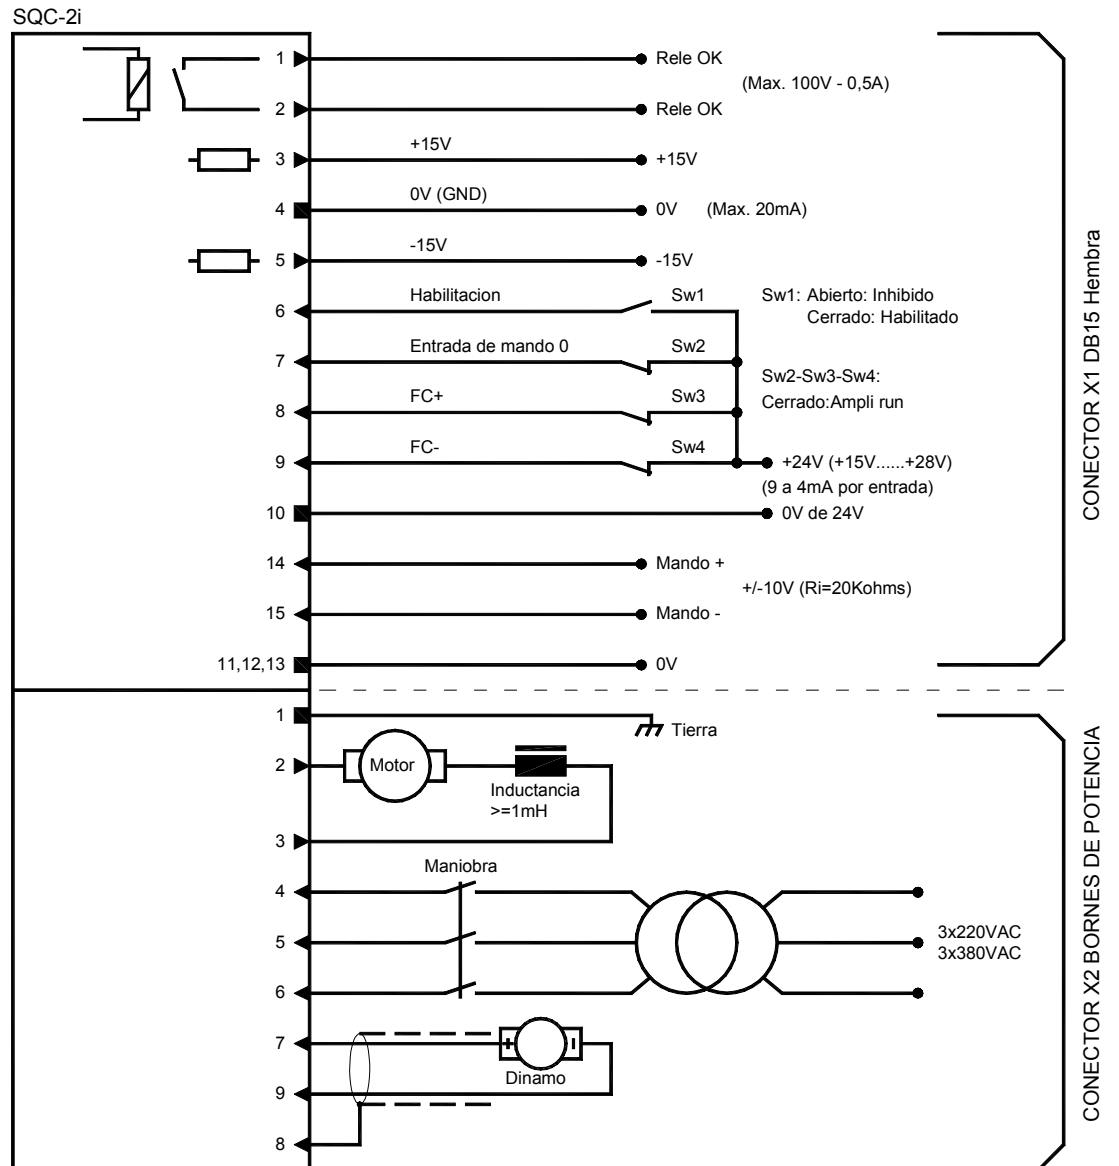 SQC-2i
1 Rele OK
(Max. 100V - 0,5A)
2 Rele OK
3 +15V +15V
4 0V (GND) 0V (Max. 20mA)
5 -15V -15V
6 Habilitacion Sw1 Sw1: Abierto: Inhibido
Cerrado: Habilitado
7 Entrada de mando 0 Sw2
Sw2-Sw3-Sw4:
8 FC+ Sw3 Cerrado:Ampli run
9 FC- Sw4 +24V (+15V......+28V)
(9 a 4mA por entrada)
10 0V de 24V
14 Mando +
+/-10V (Ri=20Kohms)
15 Mando -
11,12,13 0V
CONECTOR X1 DB15 Hembra
1 Tierra
2 Motor
Inductancia
>=1mH
3
Maniobra
4
5 3x220VAC
3x380VAC
6
7 + -
Dinamo
9
8
CONECTOR X2 BORNES DE POTENCIA